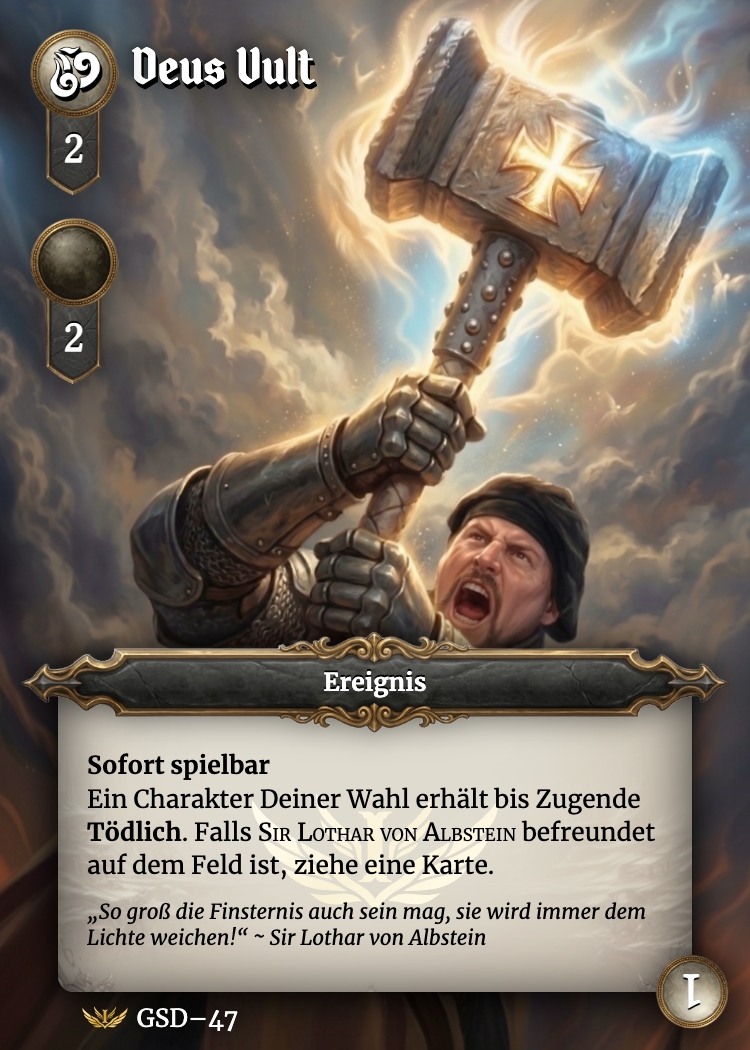 Deus Vult
2
2
Ereignis
Sofort spielbar
Ein Charakter Deiner Wahl erhält bis Zugende
Tödlich. Falls Sir Lothar von Albstein befreundet
auf dem Feld ist, ziehe eine Karte.
„So groß die Finsternis auch sein mag, sie wird immer dem
Lichte weichen!“ ~ Sir Lothar von Albstein
GSD–47
1